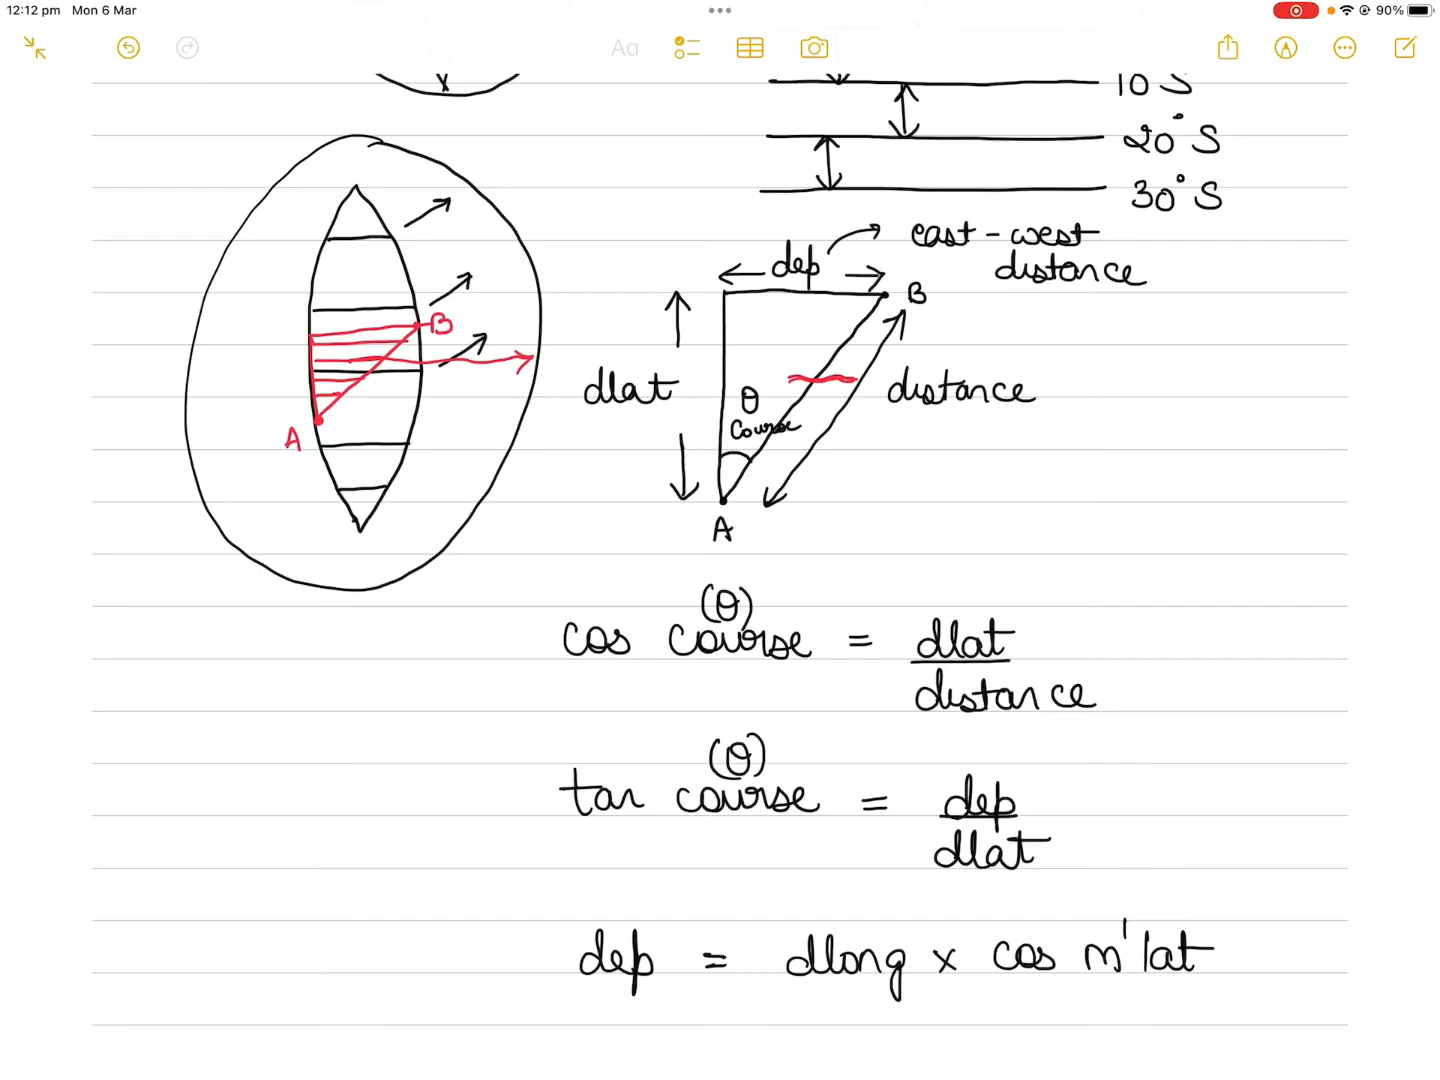 12:12 pm Mon 6 Mar
90%
Aa
x
10 S
20° S
30° S
east - west
distance
dep
B
B
dlat
θ
course
distance
A
A
(θ)
cos course = dlat
distance
(θ)
tan course = dep
dlat
dep = dlong x cos m'lat